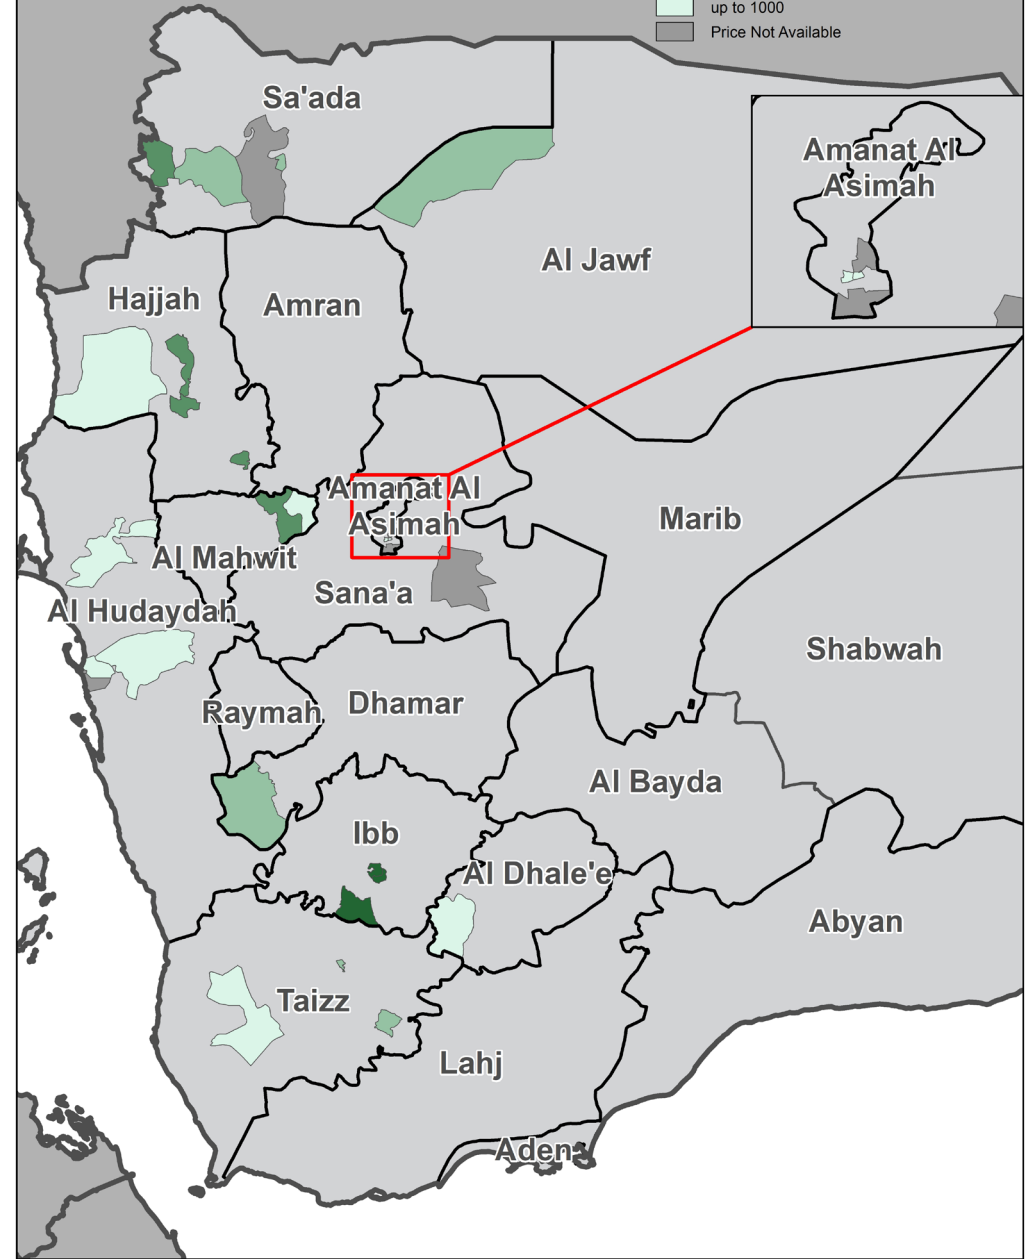 up to 1000
Price Not Available
Sa'ada
Amanat Al
Asimah
Al Jawf
Hajjah
Amran
Amanat Al
Asimah
Marib
Al Mahwit
Sana'a
Al Hudaydah
Shabwah
Raymah
Dhamar
Al Bayda
Ibb
Al Dhale'e
Abyan
Taizz
Lahj
Aden